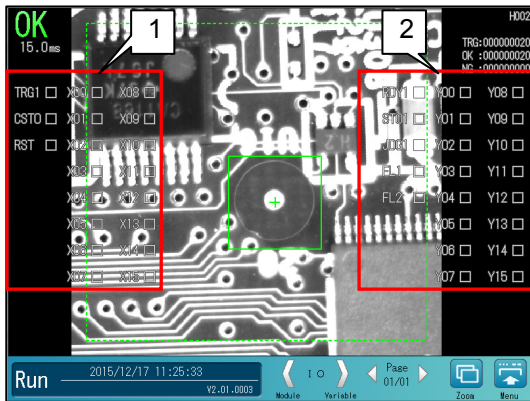 OK
15.0ms
1
2
H002
TRG:000000020
OK :000000020
NG :000000000
TRG1 X00 X08
CSTO X01 X09
RST X02 X10
X03 X11
X04 X12
X05 X13
X06 X14
X07 X15
RDY1 Y00 Y08
STO1 Y01 Y09
JDG1 Y02 Y10
FL1 Y03 Y11
FL2 Y04 Y12
Y05 Y13
Y06 Y14
Y07 Y15
Run
2015/12/17 11:25:33
V2.01.0003
I O
Module Variable
Page
01/01
Zoom
Menu